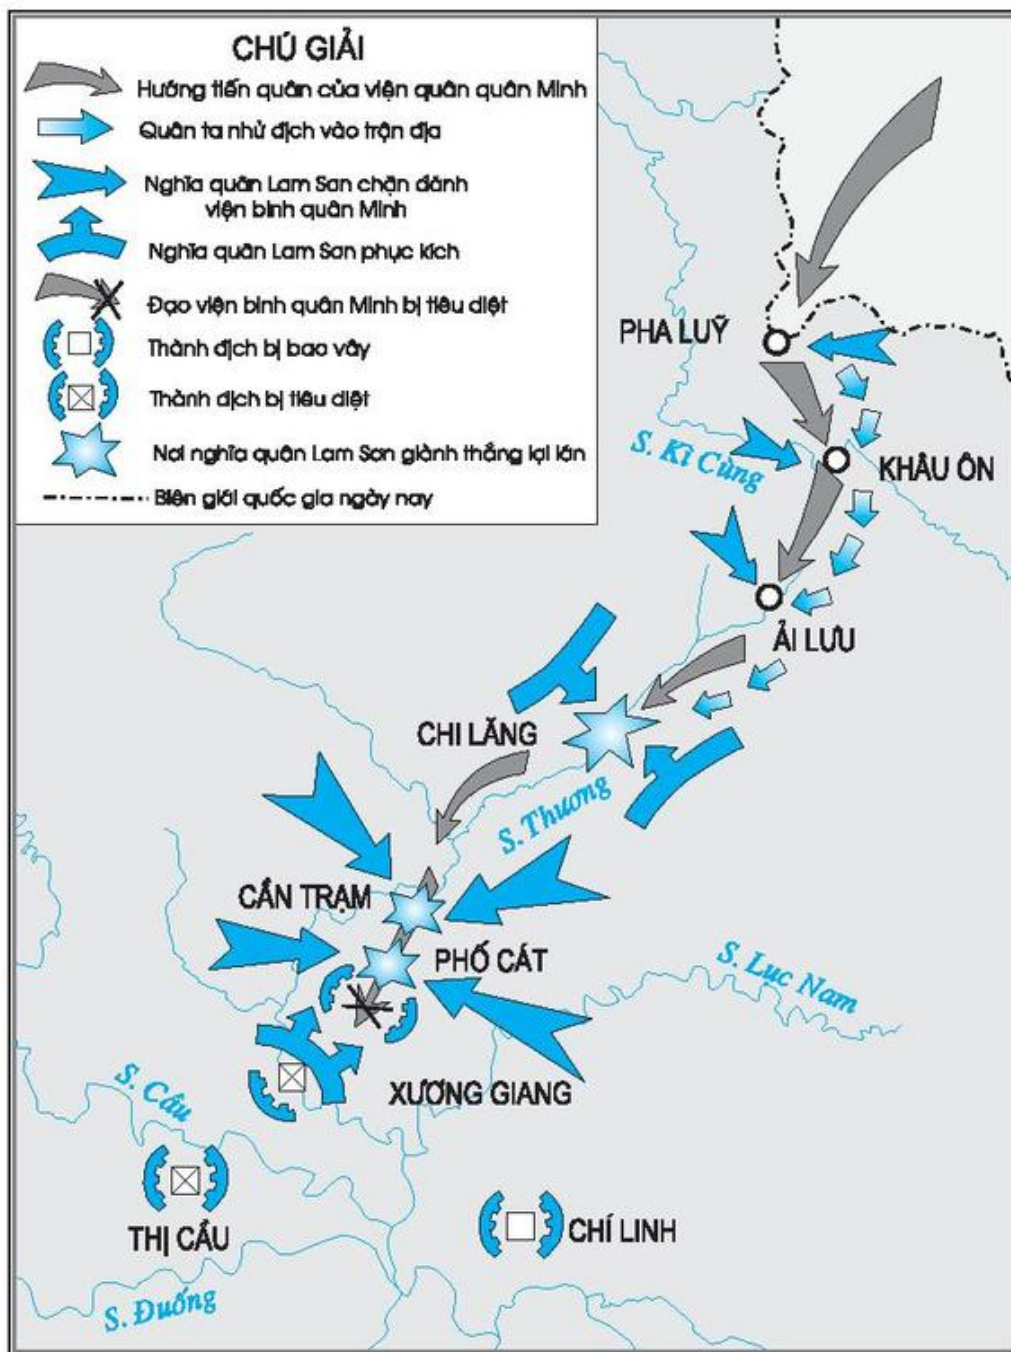 CHÚ GIẢI
Hướng tiến quân của viện quân quân Minh
Quân ta nhử địch vào trận địa
Nghĩa quân Lam Sơn chặn đánh
viện binh quân Minh
Nghĩa quân Lam Sơn phục kích
Đạo viện binh quân Minh bị tiêu diệt
Thành địch bị bao vây
Thành địch bị tiêu diệt
Nơi nghĩa quân Lam Sơn giành thắng lợi lớn
Biên giới quốc gia ngày nay
PHA LUỸ
S. Kì Cùng
KHÂU ÔN
ẢI LƯU
CHI LĂNG
S. Thương
CẦN TRẠM
PHỐ CÁT
S. Lục Nam
XƯƠNG GIANG
S. Cầu
THỊ CẦU
CHÍ LINH
S. Đuống